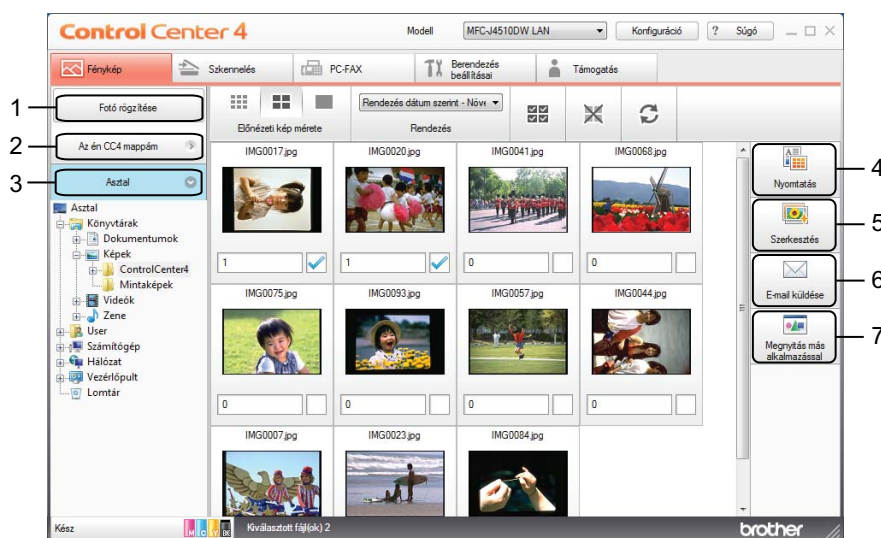 Control Center 4
Modell
MFC-J4510DW LAN
Konfiguráció
? Súgó
Fénykép
Szkennelés
PC-FAX
Berendezés
beállításai
Támogatás
1
Fotó rögzítése
2
Az én CC4 mappám
3
Asztal
Előnézeti kép mérete
Rendezés dátum szerint - Növe
Rendezés
Asztal
Könyvtárak
Dokumentumok
Képek
ControlCenter4
Mintaképek
Videók
Zene
User
Számítógép
Hálózat
Vezérlőpult
Lomtár
IMG0017.jpg
IMG0020.jpg
IMG0041.jpg
IMG0068.jpg
1
1
0
0
IMG0075.jpg
IMG0093.jpg
IMG0057.jpg
IMG0044.jpg
0
0
0
0
IMG0007.jpg
IMG0023.jpg
IMG0084.jpg
Nyomtatás
4
Szerkesztés
5
E-mail küldése
6
Megnyitás más
alkalmazással
7
Kész
M C Y BK
Kiválasztott fájl(ok) 2
brother